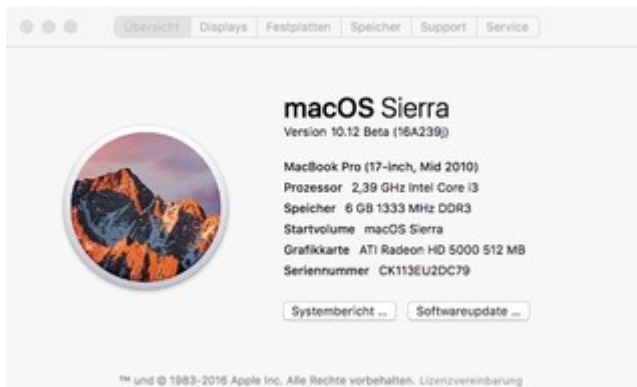 Übersicht Displays Festplatten Speicher Support Service
macOS Sierra
Version 10.12 Beta (16A239j)
MacBook Pro (17-inch, Mid 2010)
Prozessor 2,39 GHz Intel Core i3
Speicher 6 GB 1333 MHz DDR3
Startvolume macOS Sierra
Grafikkarte ATI Radeon HD 5000 512 MB
Seriennummer CK113EU2DC79
Systembericht ... Softwareupdate ...
™ und © 1983-2016 Apple Inc. Alle Rechte vorbehalten. Lizenzvereinbarung